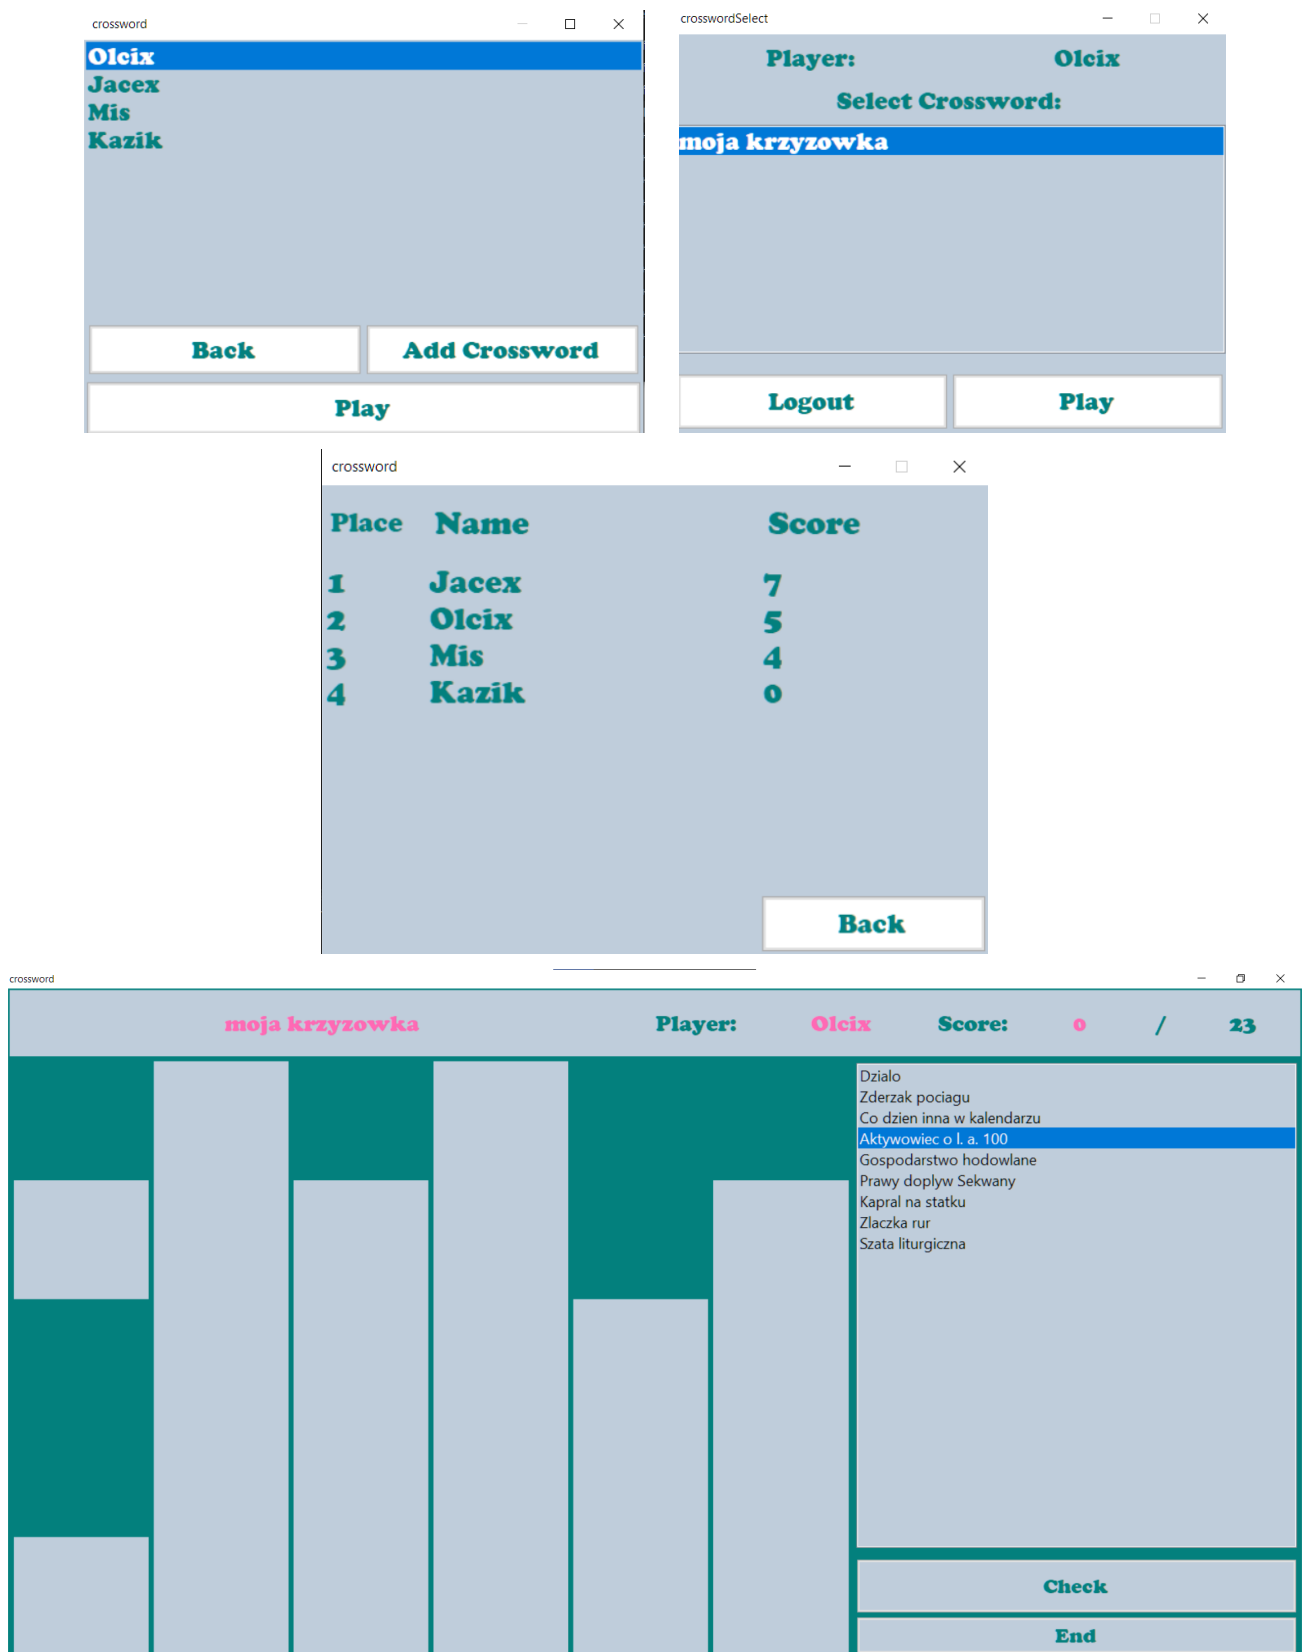 crossword
Olcix
Jacex
Mis
Kazik
Back Add Crossword
Play
crosswordSelect
Player: Olcix
Select Crossword:
moja krzyzowka
Logout Play
crossword
Place Name Score
1 Jacex 7
2 Olcix 5
3 Mis 4
4 Kazik 0
Back
crossword
moja krzyzowka Player: Olcix Score: 0 / 23
Dzialo
Zderzak pociagu
Co dzien inna w kalendarzu
Aktywowiec o l. a. 100
Gospodarstwo hodowlane
Prawy doplyw Sekwany
Kapral na statku
Zlaczka rur
Szata liturgiczna
Check
End